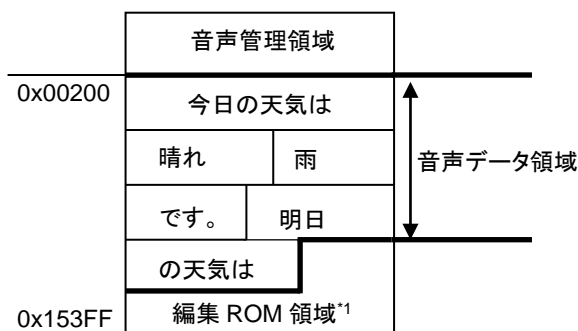 音声管理領域
0x00200
今日の天気は
晴れ 雨
音声データ領域
です。 明日
の天気は
0x153FF 編集 ROM 領域*1